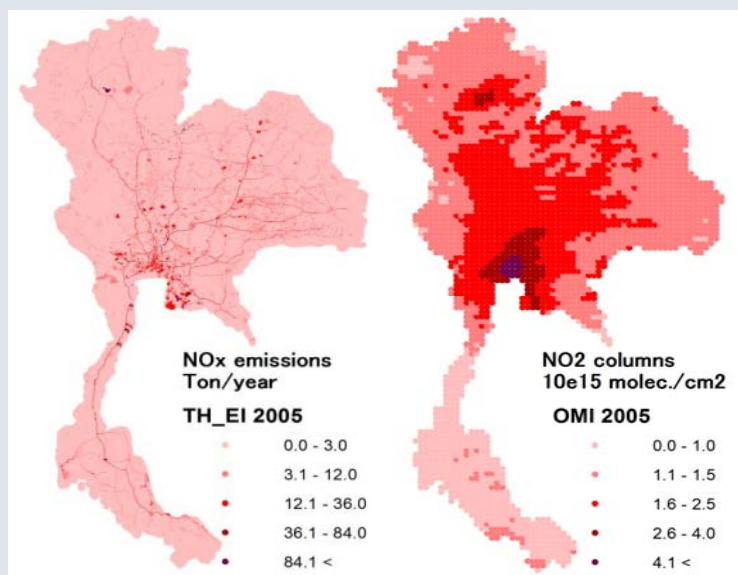 NOx emissions
Ton/year
TH_EI 2005
0.0 - 3.0
3.1 - 12.0
12.1 - 36.0
36.1 - 84.0
84.1 <
NO2 columns
10e15 molec./cm2
OMI 2005
0.0 - 1.0
1.1 - 1.5
1.6 - 2.5
2.6 - 4.0
4.1 <